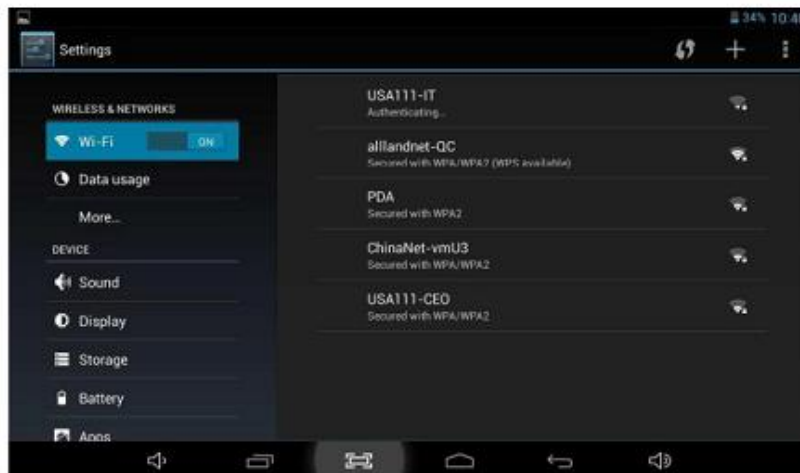 34% 10:4
Settings
WIRELESS & NETWORKS
Wi-Fi ON
Data usage
More...
DEVICE
Sound
Display
Storage
Battery
Apps
USA111-IT
Authenticating...
alllandnet-QC
Secured with WPA/WPA2 (WPS available)
PDA
Secured with WPA2
ChinaNet-vmU3
Secured with WPA/WPA2
USA111-CEO
Secured with WPA/WPA2